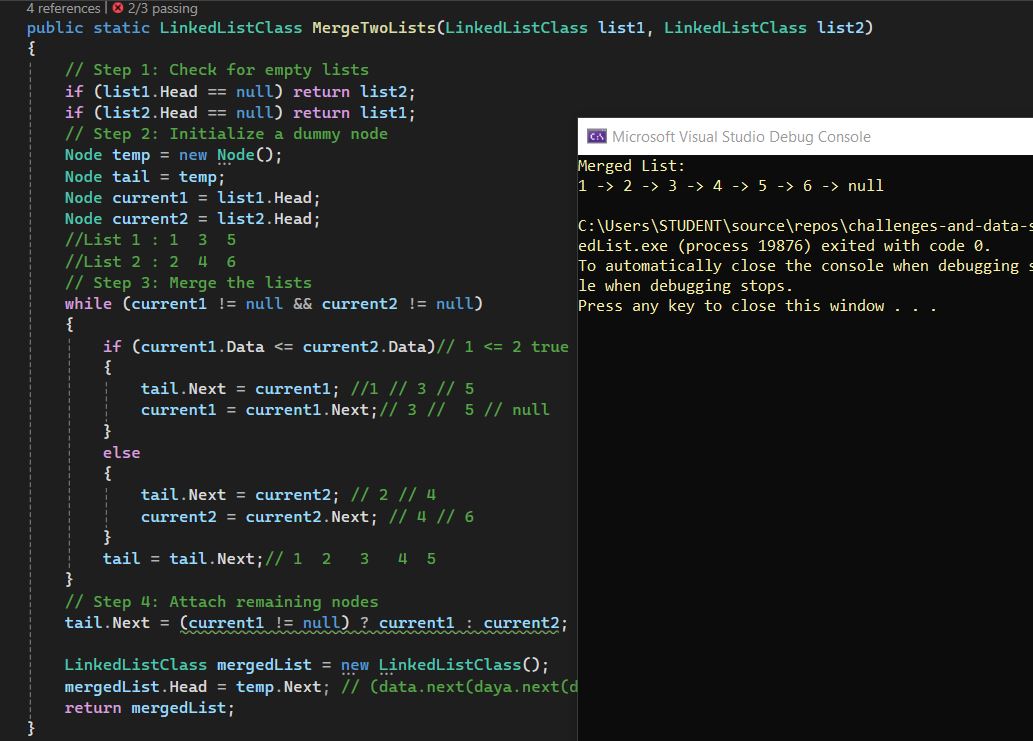 4 references | 2/3 passing
public static LinkedListClass MergeTwoLists(LinkedListClass list1, LinkedListClass list2)
{
// Step 1: Check for empty lists
if (list1.Head == null) return list2;
if (list2.Head == null) return list1;
// Step 2: Initialize a dummy node
Node temp = new Node();
Node tail = temp;
Node current1 = list1.Head;
Node current2 = list2.Head;
//List 1 : 1  3  5
//List 2 : 2  4  6
// Step 3: Merge the lists
while (current1 != null && current2 != null)
{
if (current1.Data <= current2.Data)// 1 <= 2 true
{
tail.Next = current1; //1 // 3 // 5
current1 = current1.Next;// 3 //  5 // null
}
else
{
tail.Next = current2; // 2 // 4
current2 = current2.Next; // 4 // 6
}
tail = tail.Next;// 1  2   3   4  5
}
// Step 4: Attach remaining nodes
tail.Next = (current1 != null) ? current1 : current2;
LinkedListClass mergedList = new LinkedListClass();
mergedList.Head = temp.Next; // (data.next(daya.next(d
return mergedList;
}
Microsoft Visual Studio Debug Console
Merged List:
1 -> 2 -> 3 -> 4 -> 5 -> 6 -> null
C:\Users\STUDENT\source\repos\challenges-and-data-s
edList.exe (process 19876) exited with code 0.
To automatically close the console when debugging s
le when debugging stops.
Press any key to close this window . . .